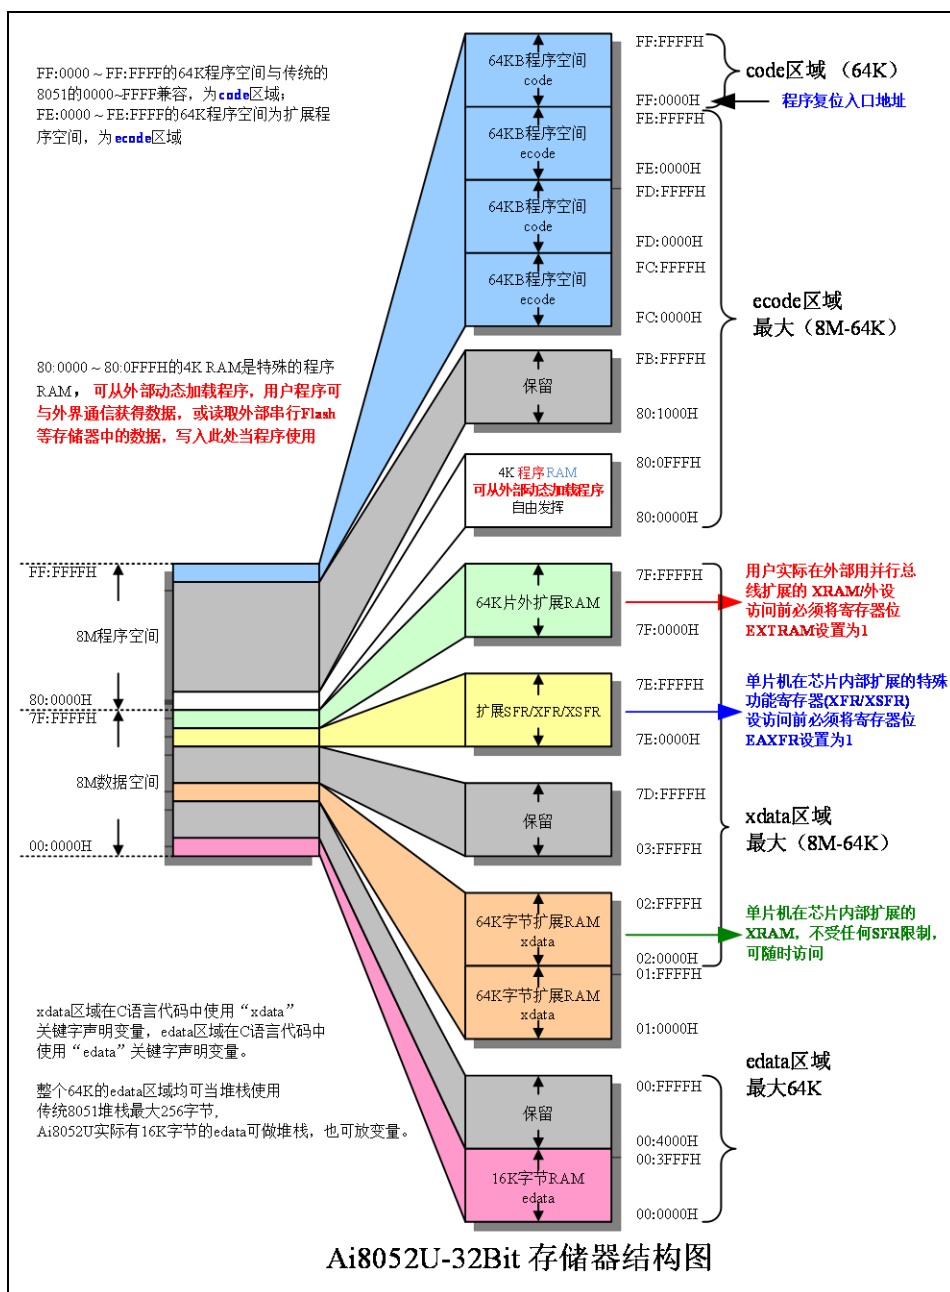 FF:0000～FF:FFFF的64K程序空间与传统的
8051的0000~FFFF兼容，为code区域；
FE:0000～FE:FFFF的64K程序空间为扩展程
序空间，为ecode区域
64KB程序空间
code
64KB程序空间
ecode
64KB程序空间
code
64KB程序空间
ecode
FF:FFFFH
FF:0000H
FE:FFFFH
FE:0000H
FD:FFFFH
FD:0000H
FC:FFFFH
FC:0000H
code区域（64K）
程序复位入口地址
ecode区域
最大（8M-64K）
80:0000～80:0FFFH的4K RAM是特殊的程序
RAM，可从外部动态加载程序，用户程序可
与外界通信获得数据，或读取外部串行Flash
等存储器中的数据，写入此处当程序使用
保留
FB:FFFFH
80:1000H
4K 程序RAM
可从外部动态加载程序
自由发挥
80:0FFFH
80:0000H
FF:FFFFH
8M程序空间
80:0000H
7F:FFFFH
8M数据空间
00:0000H
64K片外扩展RAM
7F:FFFFH
7F:0000H
用户实际在外部用并行总
线扩展的 XRAM/外设
访问前必须将寄存器位
EXTRAM设置为1
扩展SFR/XFR/XSFR
7E:FFFFH
7E:0000H
单片机在芯片内部扩展的特殊
功能寄存器(XFR/XSFR)
设访问前必须将寄存器位
EAXFR设置为1
保留
7D:FFFFH
03:FFFFH
xdata区域
最大（8M-64K）
64K字节扩展RAM
xdata
64K字节扩展RAM
xdata
02:FFFFH
02:0000H
01:FFFFH
01:0000H
单片机在芯片内部扩展的
XRAM，不受任何SFR限制，
可随时访问
xdata区域在C语言代码中使用“xdata”
关键字声明变量，edata区域在C语言代码中
使用“edata”关键字声明变量。
整个64K的edata区域均可当堆栈使用
传统8051堆栈最大256字节,
Ai8052U实际有16K字节的edata可做堆栈，也可放变量。
保留
16K字节RAM
edata
00:FFFFH
00:4000H
00:3FFFH
00:0000H
edata区域
最大64K
Ai8052U-32Bit 存储器结构图